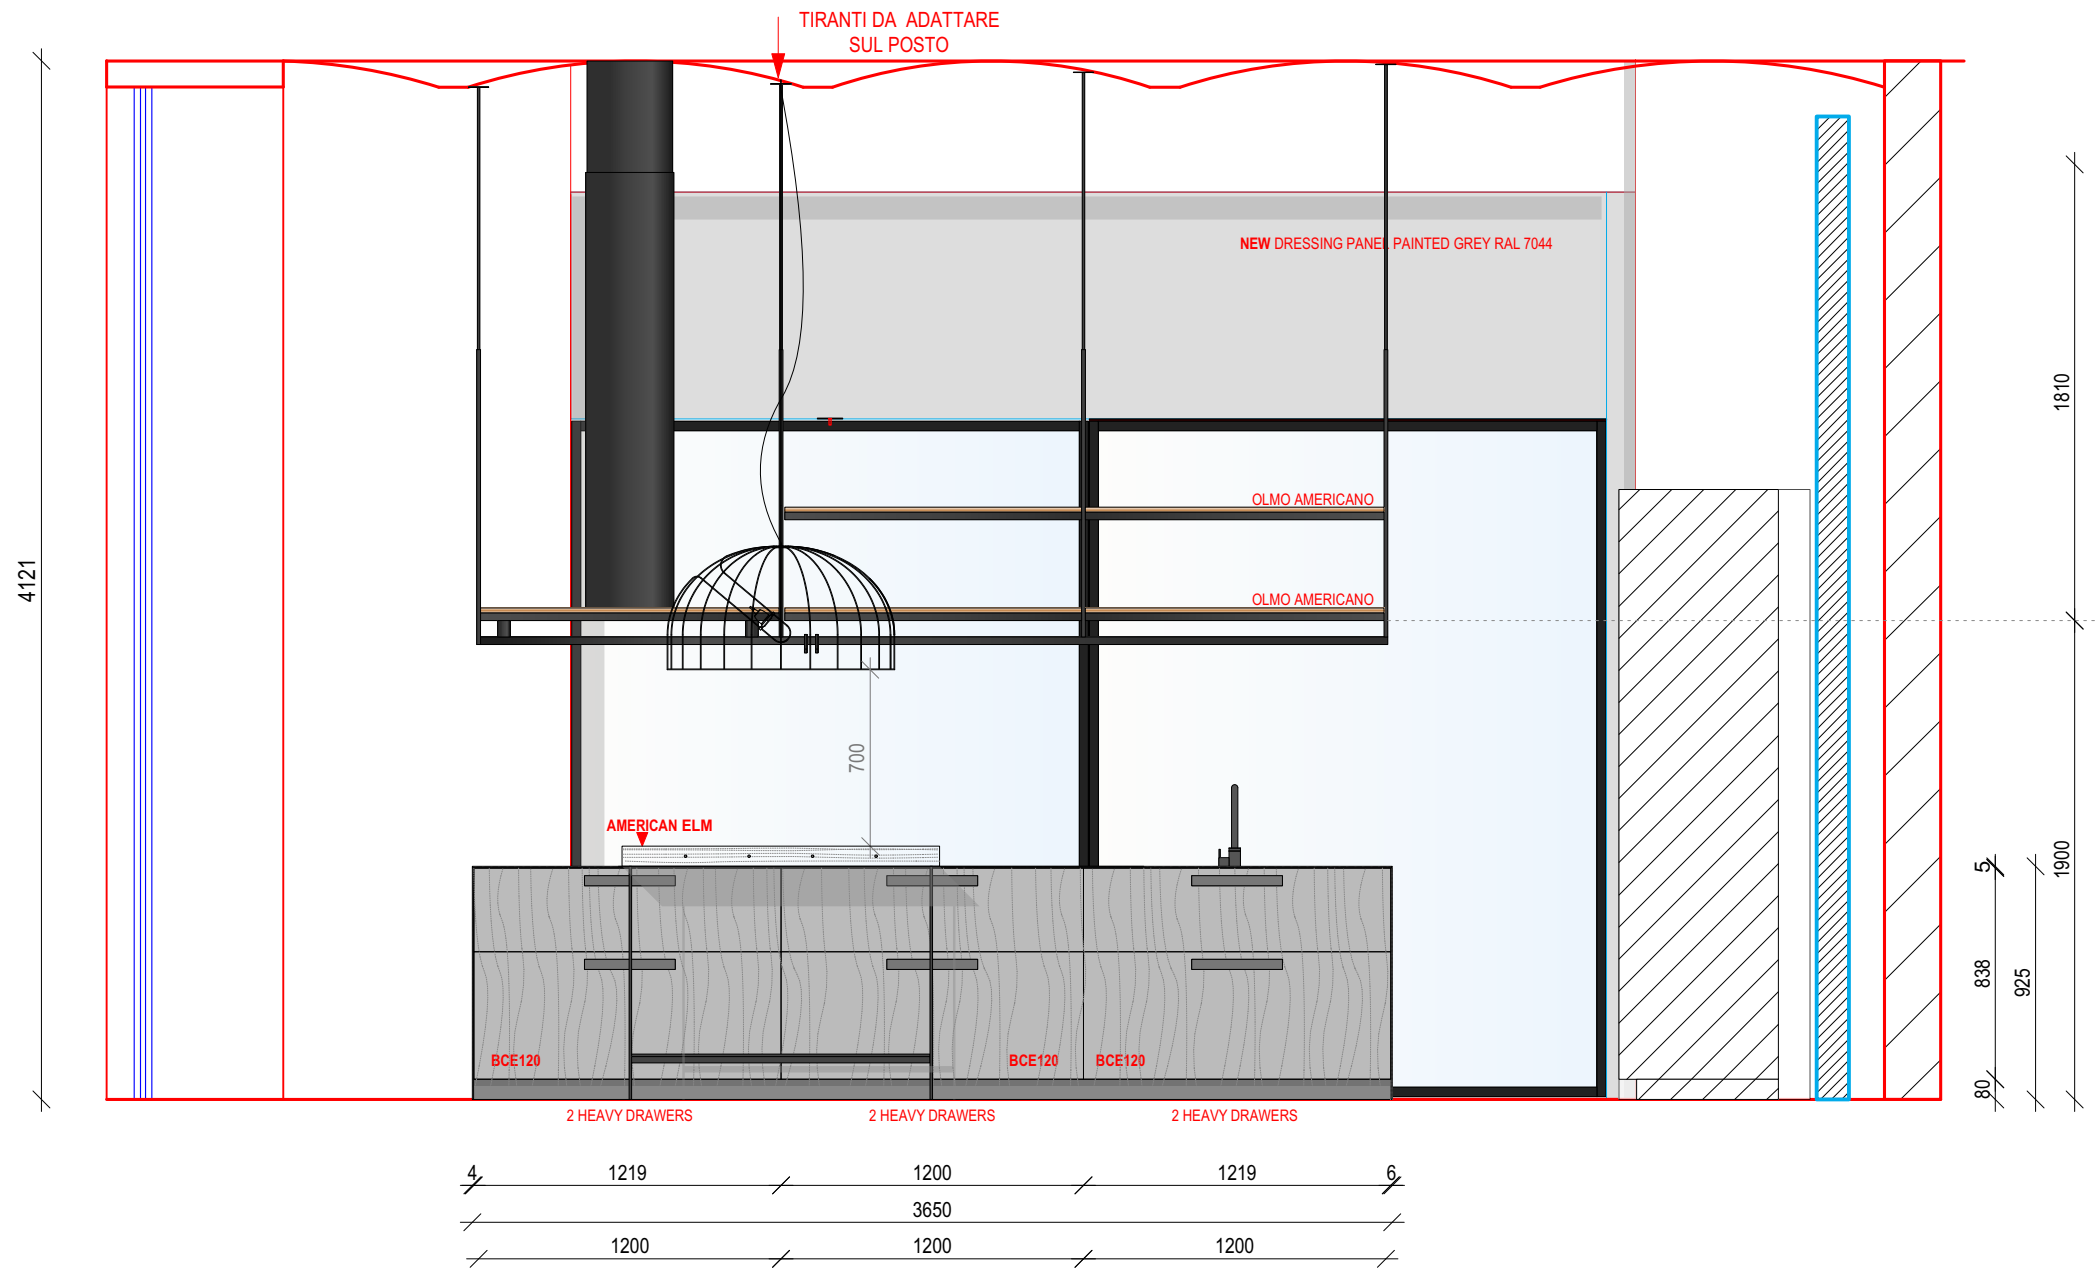 TIRANTI DA ADATTARE
SUL POSTO
NEW DRESSING PANEL PAINTED GREY RAL 7044
1810
OLMO AMERICANO
4121
OLMO AMERICANO
700
AMERICAN ELM
1900
5
838
925
BCE120
BCE120
BCE120
80
2 HEAVY DRAWERS
2 HEAVY DRAWERS
2 HEAVY DRAWERS
4
1219
1200
1219
6
3650
1200
1200
1200